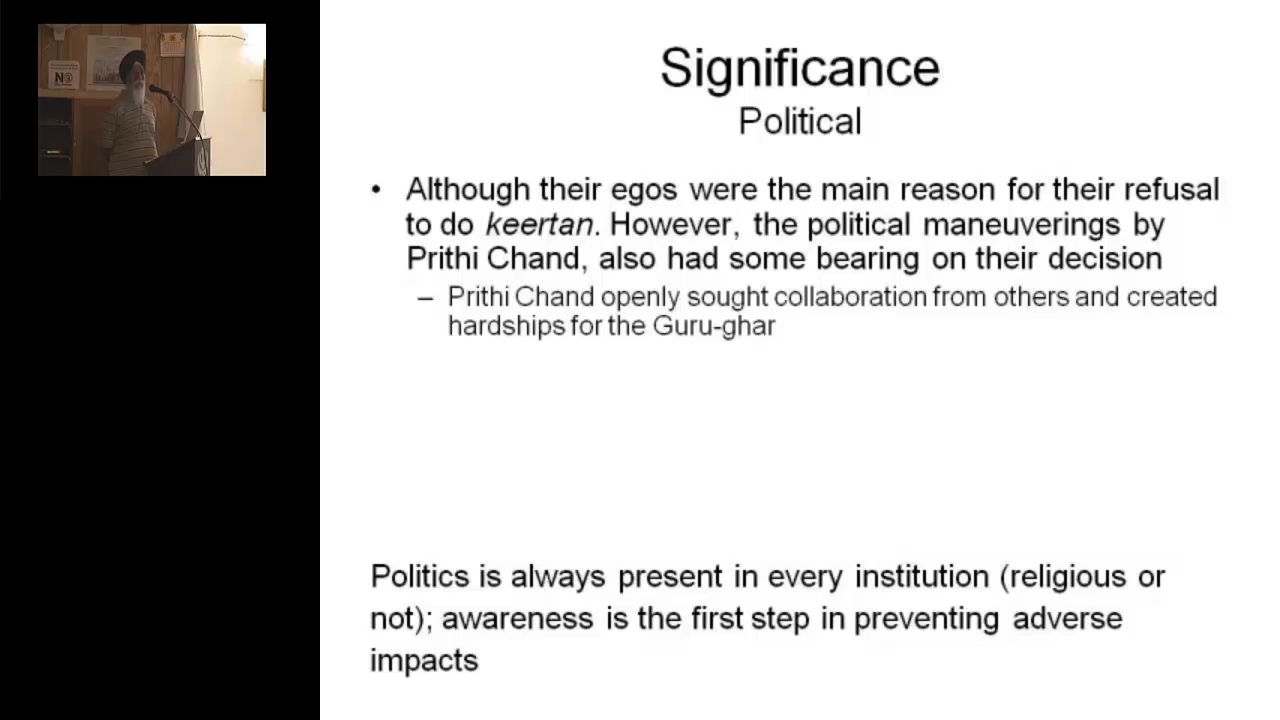 Significance
Political
• Although their egos were the main reason for their refusal
to do keertan. However, the political maneuverings by
Prithi Chand, also had some bearing on their decision
– Prithi Chand openly sought collaboration from others and created
hardships for the Guru-ghar
Politics is always present in every institution (religious or
not); awareness is the first step in preventing adverse
impacts